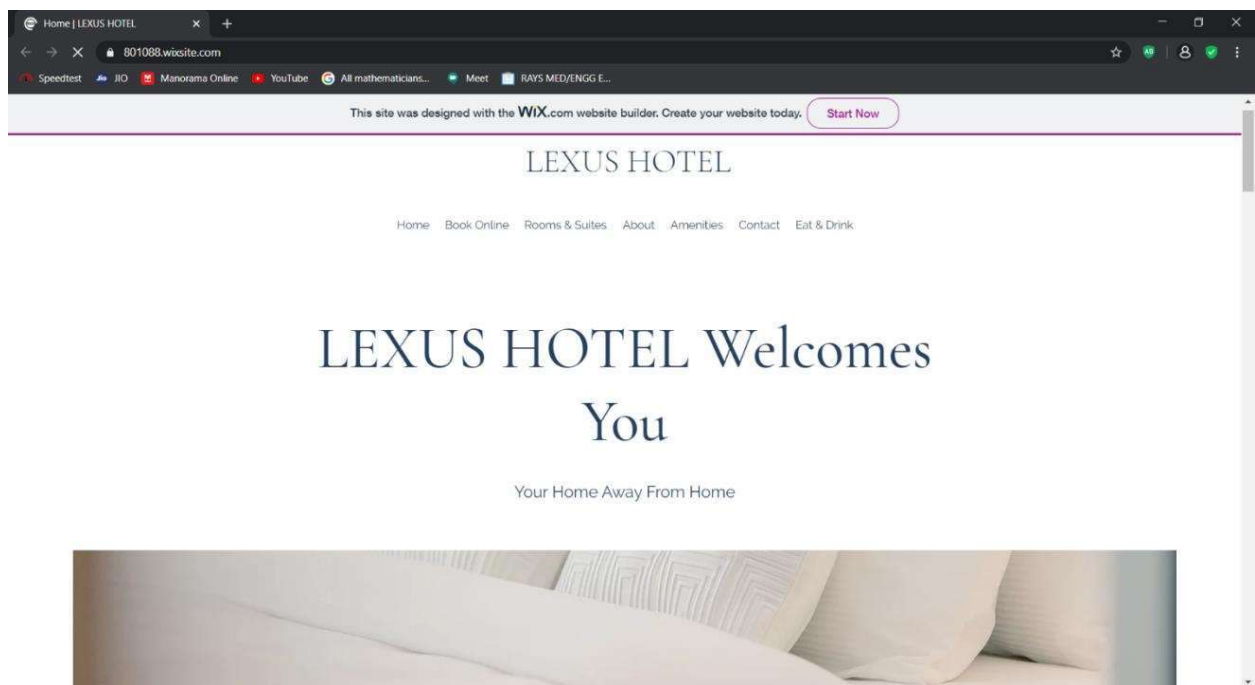 Home | LEXUS HOTEL
801088.wixsite.com
Speedtest JIO Manorama Online YouTube All mathematicians... Meet RAYS MED/ENGG E...
This site was designed with the WiX.com website builder. Create your website today. Start Now
LEXUS HOTEL
Home Book Online Rooms & Suites About Amenities Contact Eat & Drink
LEXUS HOTEL Welcomes
You
Your Home Away From Home